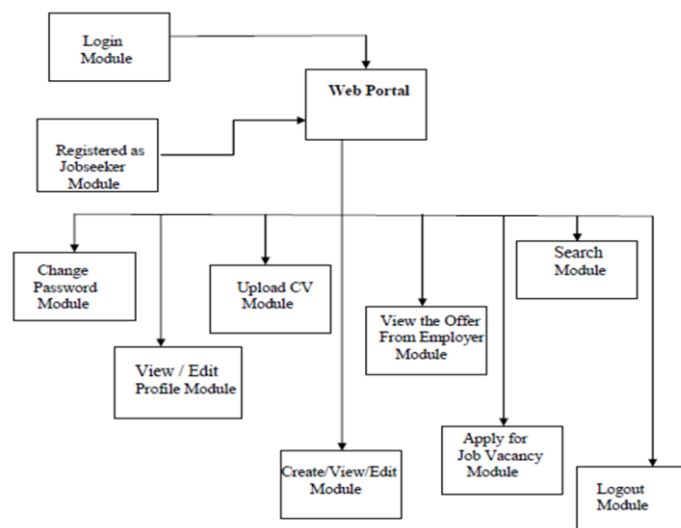 Login
Module
Web Portal
Registered as
Jobseeker
Module
Change
Password
Module
Upload CV
Module
Search
Module
View the Offer
From Employer
Module
View / Edit
Profile Module
Apply for
Job Vacancy
Module
Create/View/Edit
Module
Logout
Module